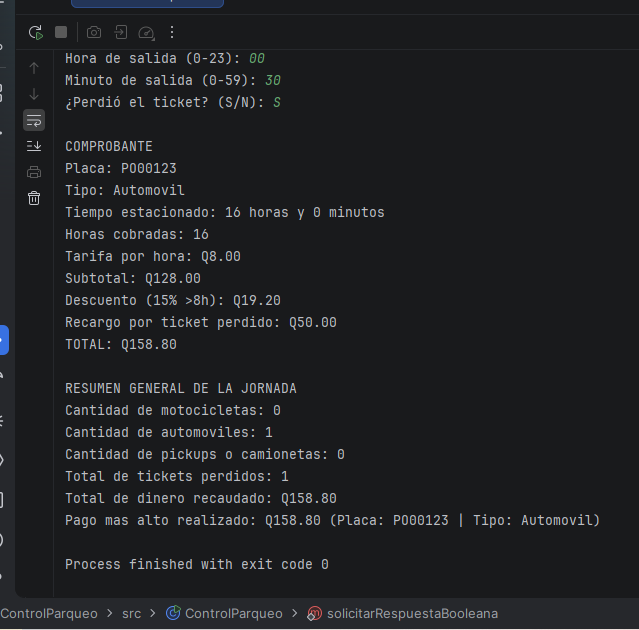 Hora de salida (0-23): 00
Minuto de salida (0-59): 30
¿Perdió el ticket? (S/N): S
COMPROBANTE
Placa: PO00123
Tipo: Automovil
Tiempo estacionado: 16 horas y 0 minutos
Horas cobradas: 16
Tarifa por hora: Q8.00
Subtotal: Q128.00
Descuento (15% >8h): Q19.20
Recargo por ticket perdido: Q50.00
TOTAL: Q158.80
RESUMEN GENERAL DE LA JORNADA
Cantidad de motocicletas: 0
Cantidad de automoviles: 1
Cantidad de pickups o camionetas: 0
Total de tickets perdidos: 1
Total de dinero recaudado: Q158.80
Pago mas alto realizado: Q158.80 (Placa: PO00123 | Tipo: Automovil)
Process finished with exit code 0
ControlParqueo > src > ControlParqueo > solicitarRespuestaBooleana